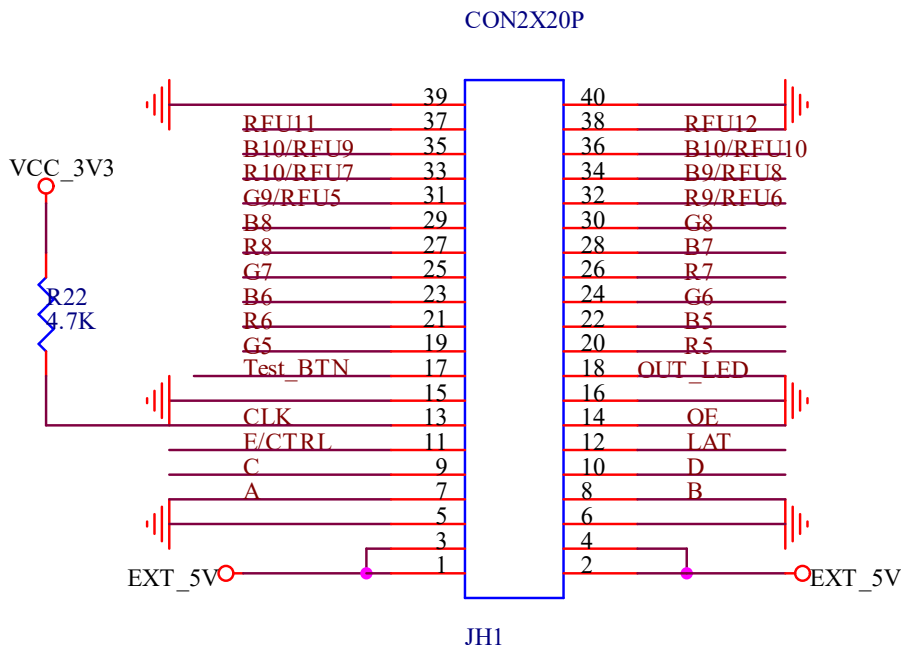 CON2X20P
39 40
RFU11 37 38 RFU12
B10/RFU9 35 36 B10/RFU10
VCC_3V3
R10/RFU7 33 34 B9/RFU8
G9/RFU5 31 32 R9/RFU6
B8 29 30 G8
R8 27 28 B7
G7 25 26 R7
R22
B6 23 24 G6
4.7K
R6 21 22 B5
G5 19 20 R5
Test_BTN 17 18 OUT_LED
15 16
CLK 13 14 OE
E/CTRL 11 12 LAT
C 9 10 D
A 7 8 B
5 6
3 4
EXT_5V 1 2 EXT_5V
JH1